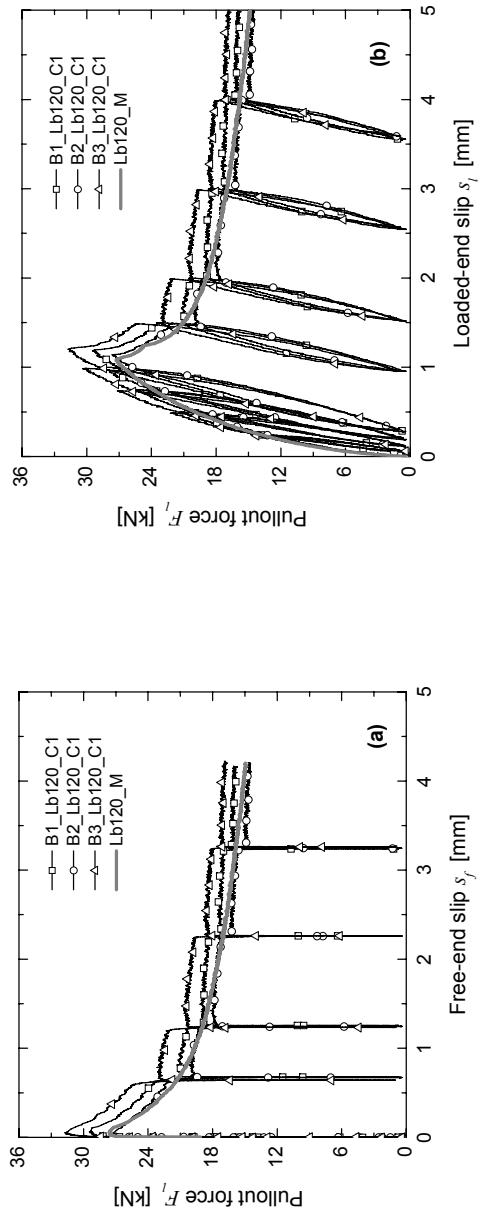 36
30
24
18
12
6
0
Pullout force F_l [kN]
0
1
2
3
4
5
Free-end slip s_f [mm]
B1_Lb120_C1
B2_Lb120_C1
B3_Lb120_C1
Lb120_M
(a)
36
30
24
18
12
6
0
Pullout force F_l [kN]
0
1
2
3
4
5
Loaded-end slip s_l [mm]
B1_Lb120_C1
B2_Lb120_C1
B3_Lb120_C1
Lb120_M
(b)